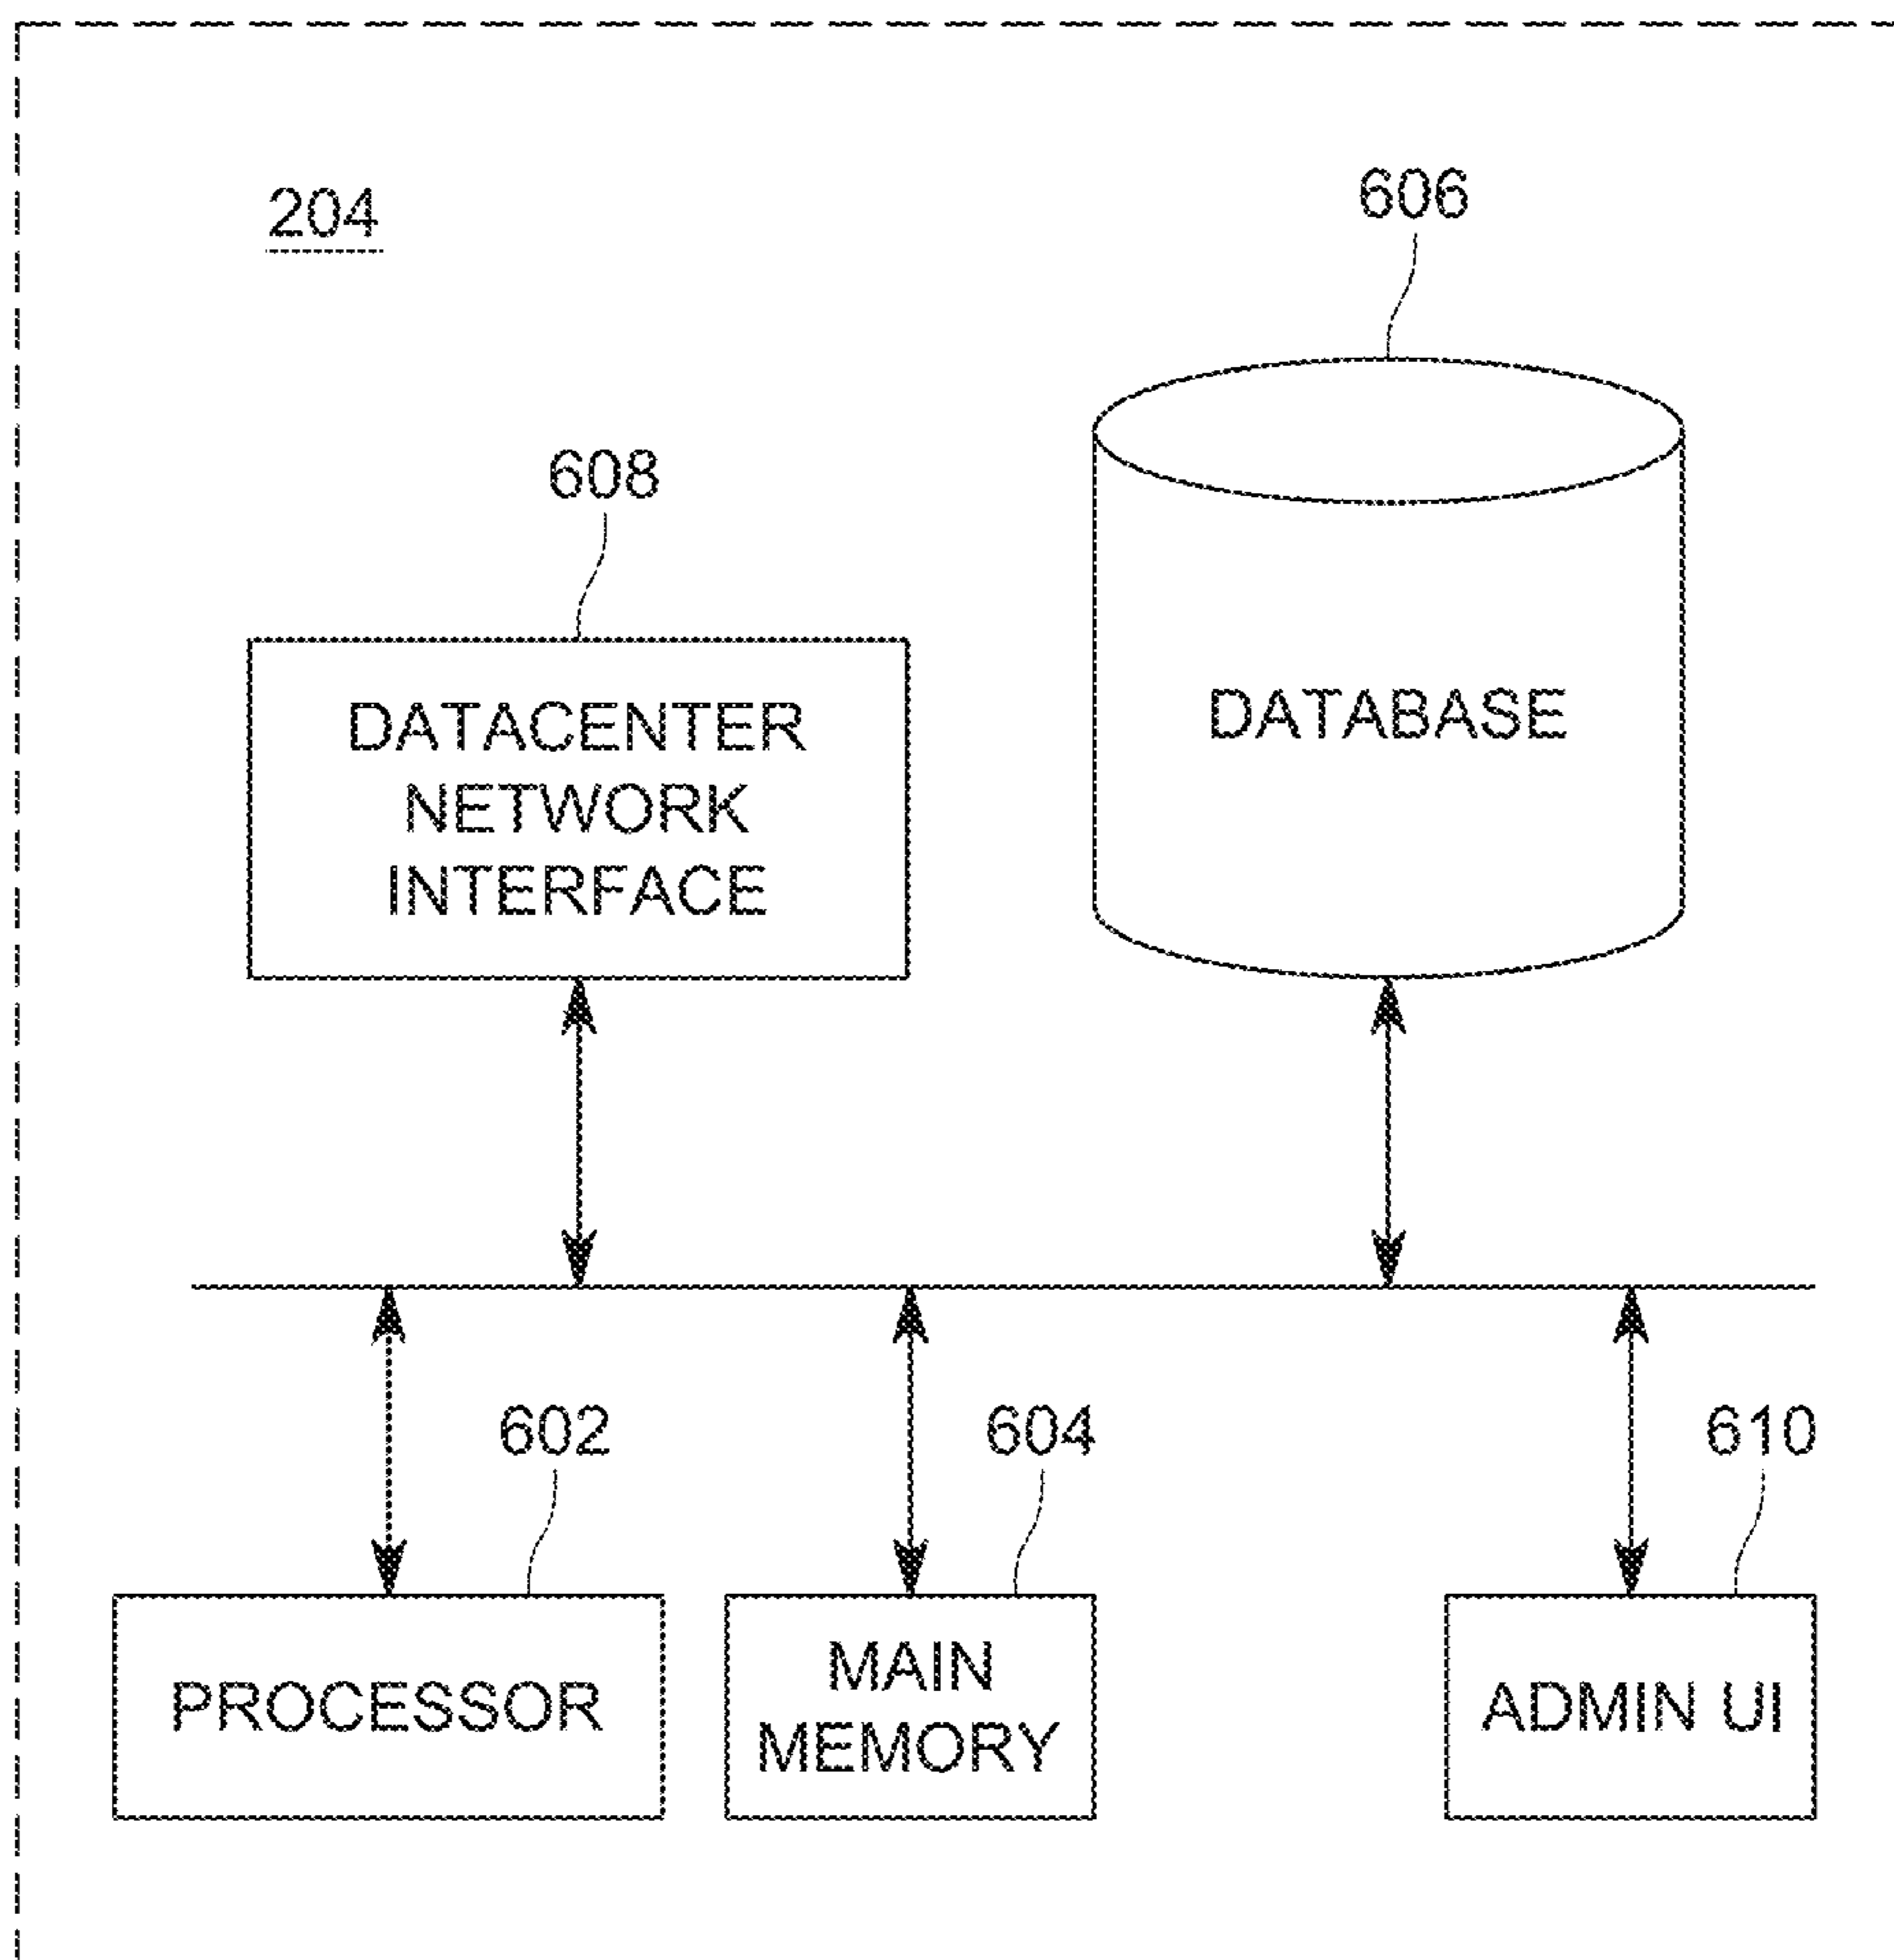 204
606
608
DATACENTER
NETWORK
INTERFACE
DATABASE
602
604
610
PROCESSOR
MAIN
MEMORY
ADMIN UI